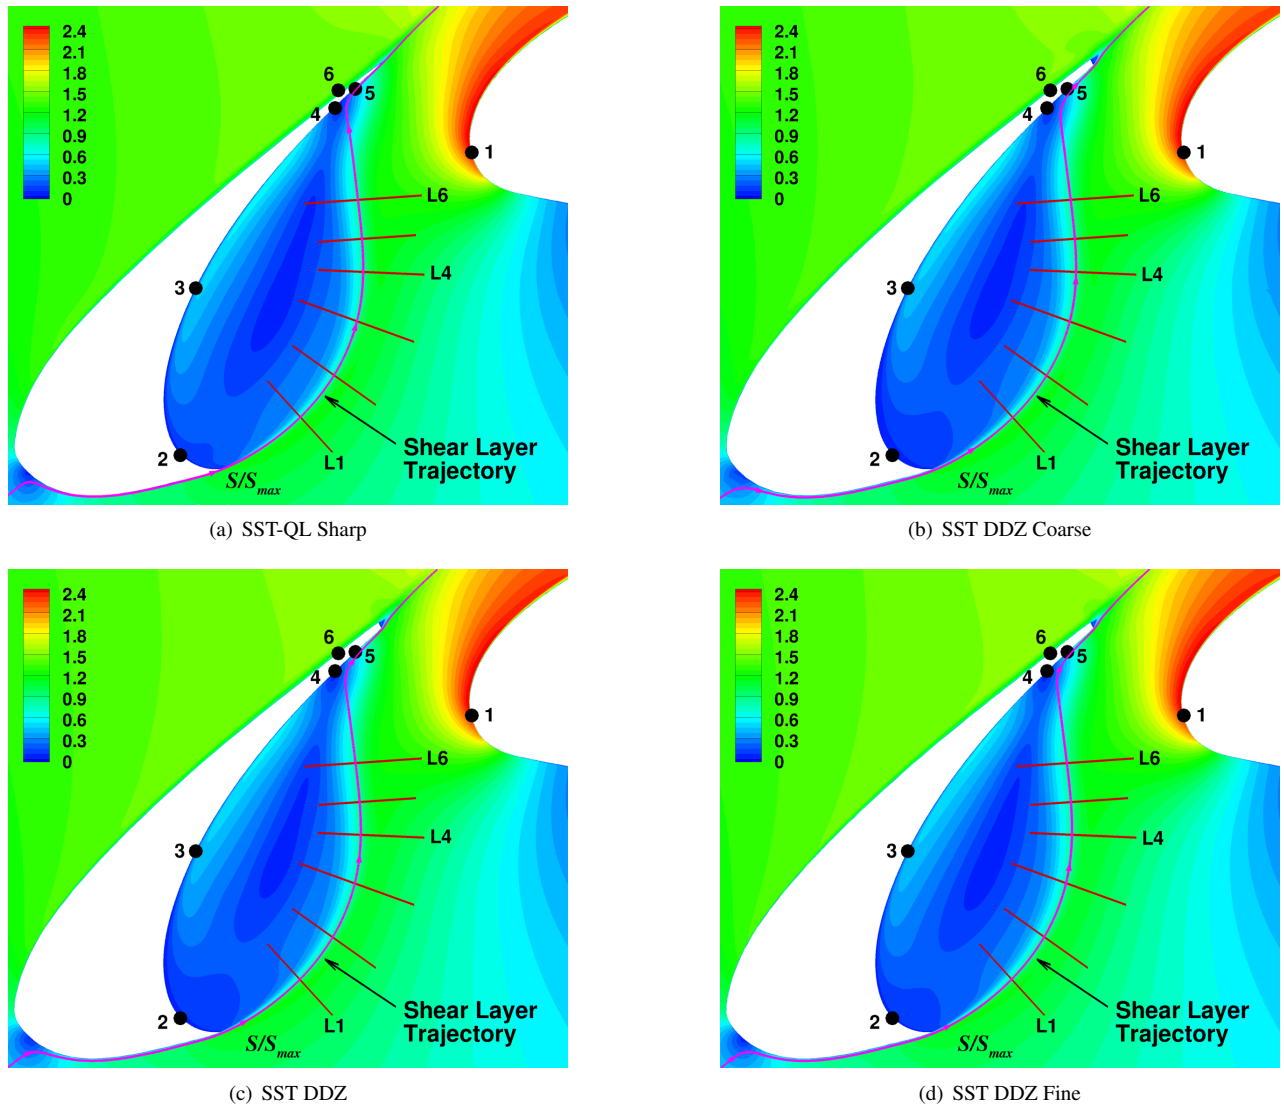 2.4
2.1
1.8
1.5
1.2
0.9
0.6
0.3
0
6
5
4
1
L6
3
L4
2
L1
Shear Layer
Trajectory
S/Smax
(a) SST-QL Sharp
2.4
2.1
1.8
1.5
1.2
0.9
0.6
0.3
0
6
5
4
1
L6
3
L4
2
L1
Shear Layer
Trajectory
S/Smax
(b) SST DDZ Coarse
2.4
2.1
1.8
1.5
1.2
0.9
0.6
0.3
0
6
5
4
1
L6
3
L4
2
L1
Shear Layer
Trajectory
S/Smax
(c) SST DDZ
2.4
2.1
1.8
1.5
1.2
0.9
0.6
0.3
0
6
5
4
1
L6
3
L4
2
L1
Shear Layer
Trajectory
S/Smax
(d) SST DDZ Fine